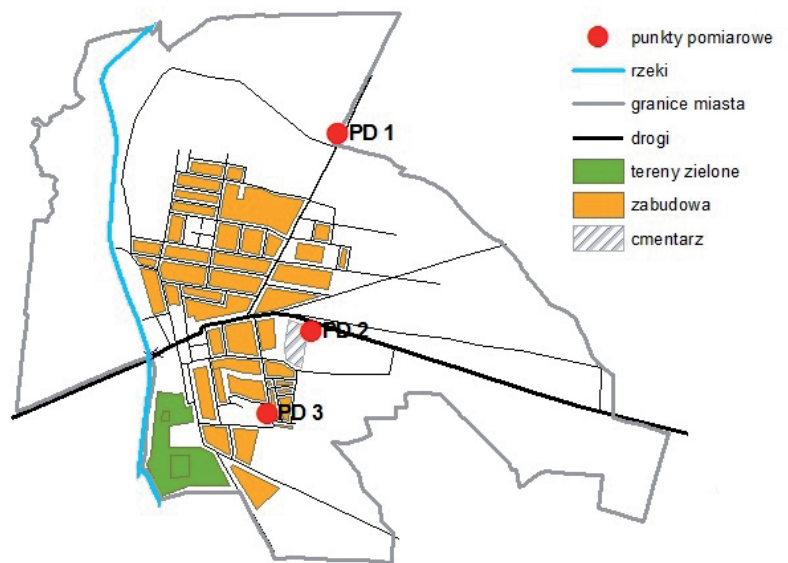 PD 1
PD 2
PD 3
punkty pomiarowe
rzeki
granice miasta
drogi
tereny zielone
zabudowa
cmentarz